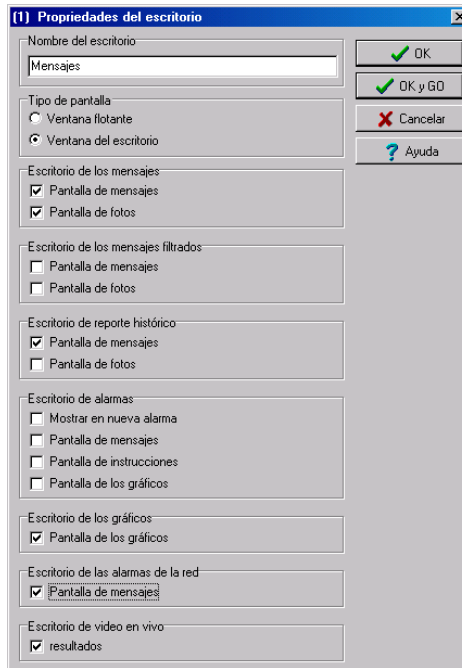 (1) Propriedades del escritorio
Nombre del escritorio
Mensajes
OK
OK y GO
Cancelar
Ayuda
Tipo de pantalla
Ventana flotante
Ventana del escritorio
Escritorio de los mensajes
Pantalla de mensajes
Pantalla de fotos
Escritorio de los mensajes filtrados
Pantalla de mensajes
Pantalla de fotos
Escritorio de reporte histórico
Pantalla de mensajes
Pantalla de fotos
Escritorio de alarmas
Mostrar en nueva alarma
Pantalla de mensajes
Pantalla de instrucciones
Pantalla de los gráficos
Escritorio de los gráficos
Pantalla de los gráficos
Escritorio de las alarmas de la red
Pantalla de mensajes
Escritorio de video en vivo
resultados